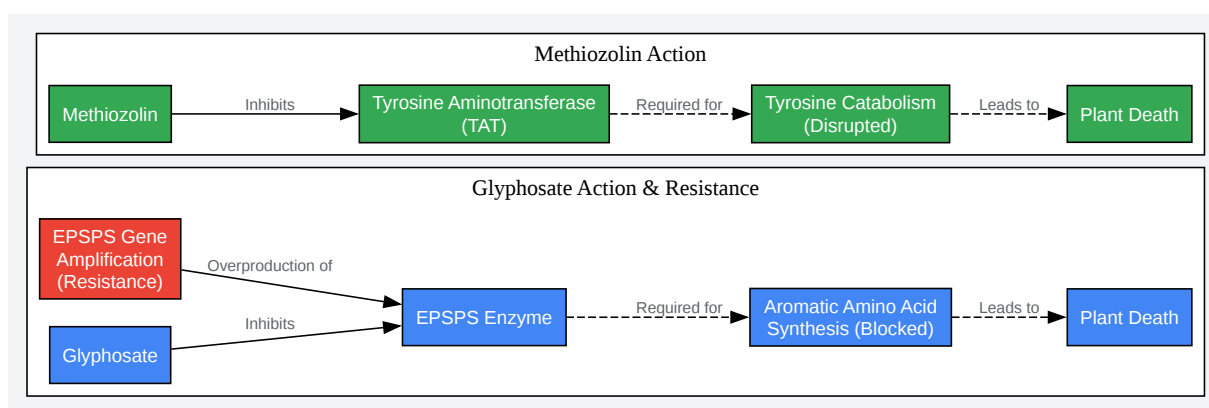 Methiozolin Action
Methiozolin
Inhibits
Tyrosine Aminotransferase
(TAT)
Required for
Tyrosine Catabolism
(Disrupted)
Leads to
Plant Death
Glyphosate Action & Resistance
EPSPS Gene
Amplification
(Resistance)
Overproduction of
Glyphosate
Inhibits
EPSPS Enzyme
Required for
Aromatic Amino Acid
Synthesis (Blocked)
Leads to
Plant Death